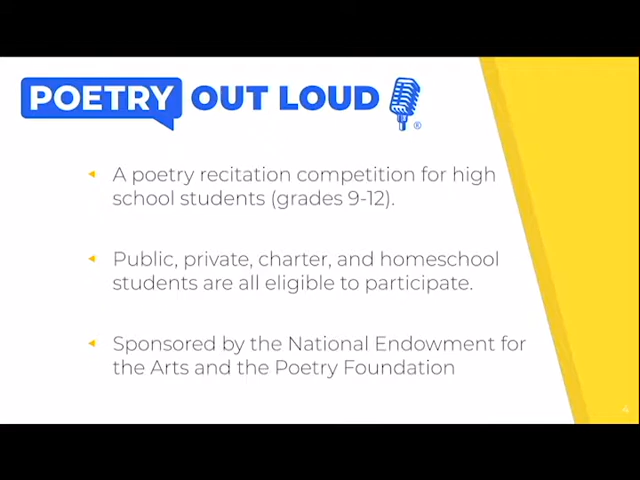 POETRY OUT LOUD ®
A poetry recitation competition for high
school students (grades 9-12).
Public, private, charter, and homeschool
students are all eligible to participate.
Sponsored by the National Endowment for
the Arts and the Poetry Foundation